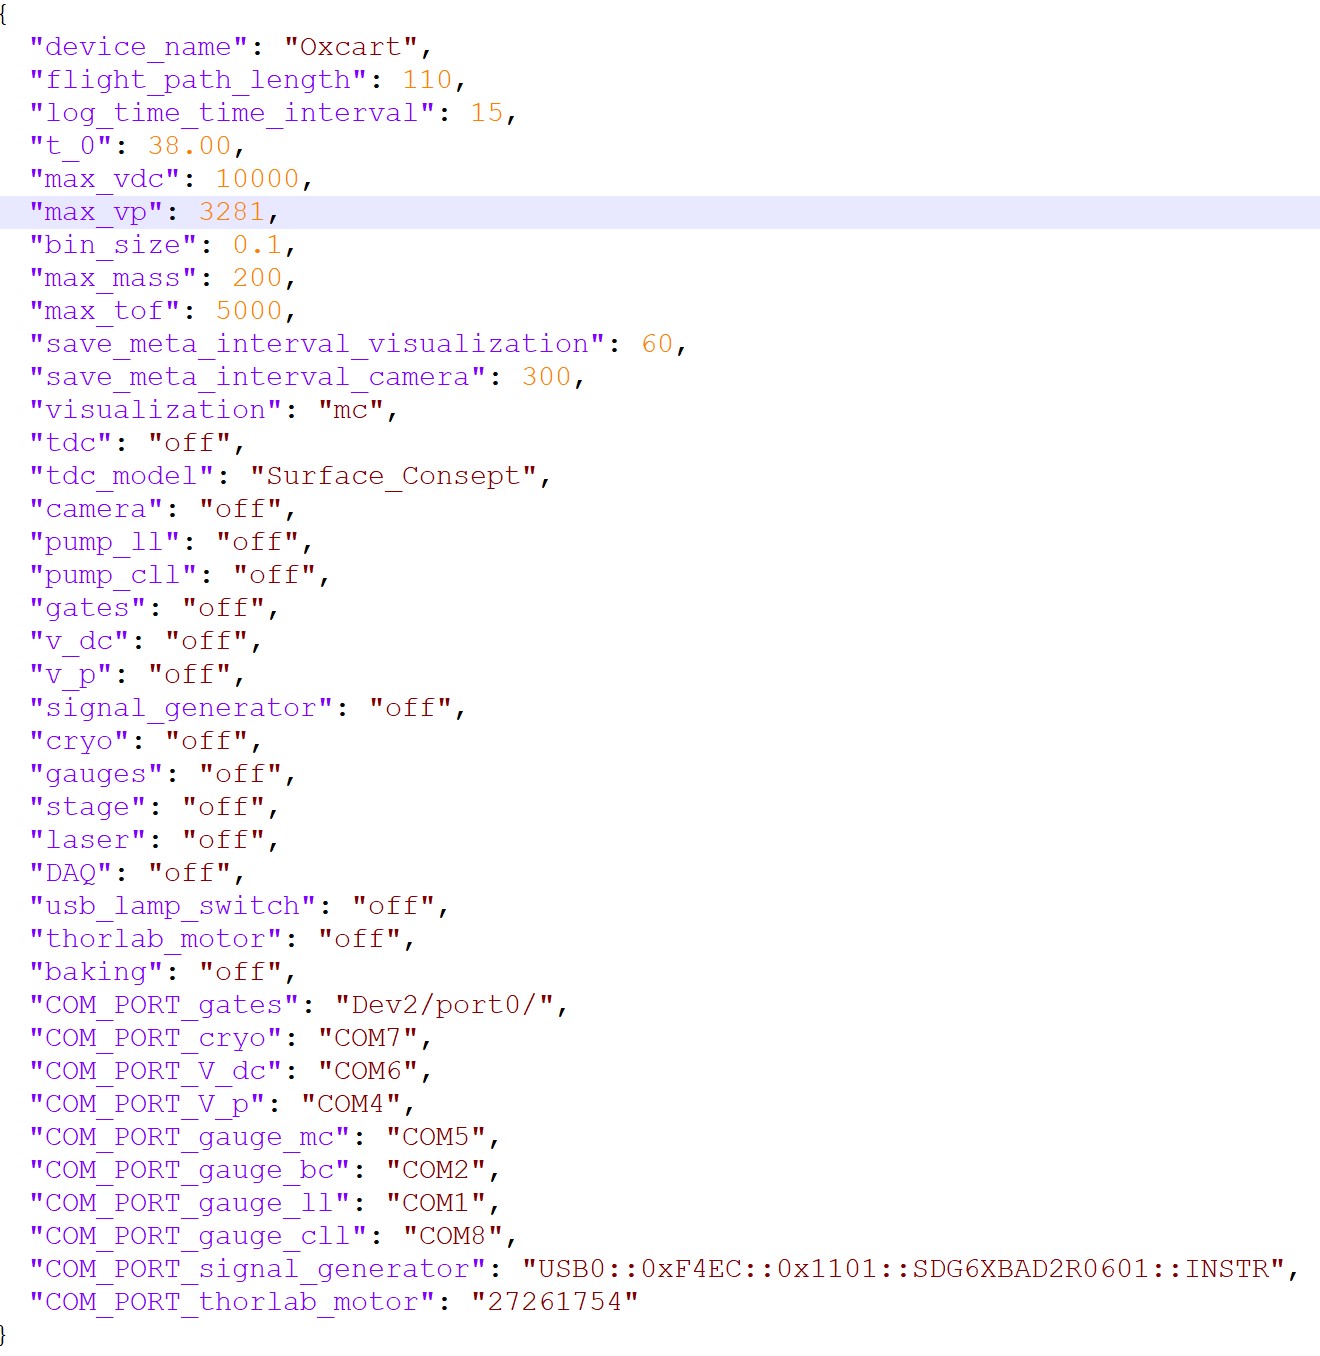 {
"device_name": "Oxcart",
"flight_path_length": 110,
"log_time_time_interval": 15,
"t_0": 38.00,
"max_vdc": 10000,
"max_vp": 3281,
"bin_size": 0.1,
"max_mass": 200,
"max_tof": 5000,
"save_meta_interval_visualization": 60,
"save_meta_interval_camera": 300,
"visualization": "mc",
"tdc": "off",
"tdc_model": "Surface_Consept",
"camera": "off",
"pump_ll": "off",
"pump_cll": "off",
"gates": "off",
"v_dc": "off",
"v_p": "off",
"signal_generator": "off",
"cryo": "off",
"gauges": "off",
"stage": "off",
"laser": "off",
"DAQ": "off",
"usb_lamp_switch": "off",
"thorlab_motor": "off",
"baking": "off",
"COM_PORT_gates": "Dev2/port0/",
"COM_PORT_cryo": "COM7",
"COM_PORT_V_dc": "COM6",
"COM_PORT_V_p": "COM4",
"COM_PORT_gauge_mc": "COM5",
"COM_PORT_gauge_bc": "COM2",
"COM_PORT_gauge_ll": "COM1",
"COM_PORT_gauge_cll": "COM8",
"COM_PORT_signal_generator": "USB0::0xF4EC::0x1101::SDG6XBAD2R0601::INSTR",
"COM_PORT_thorlab_motor": "27261754"
}